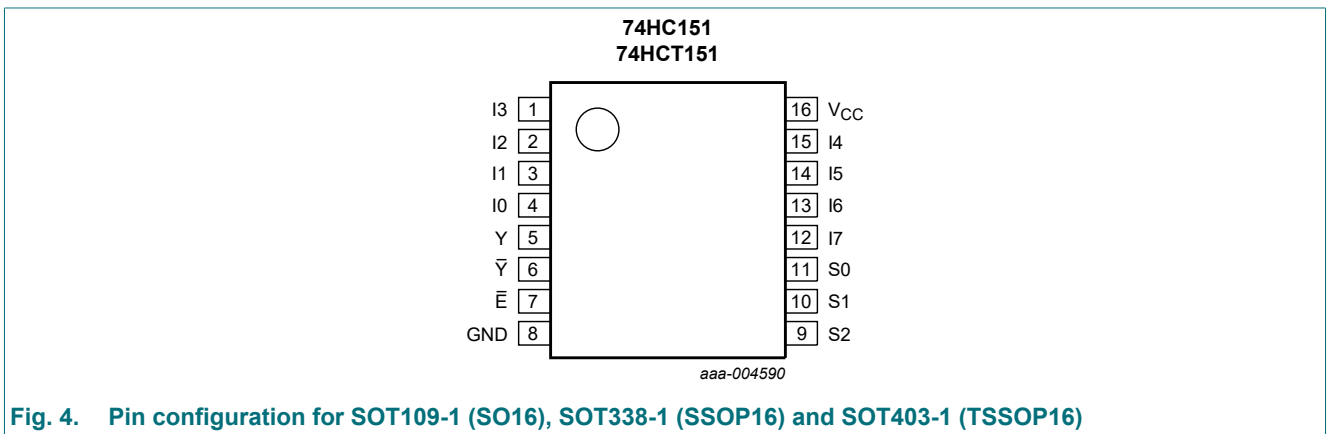 74HC151
74HCT151
I3 1 16 VCC
I2 2 15 I4
I1 3 14 I5
I0 4 13 I6
Y 5 12 I7
Y̅ 6 11 S0
E̅ 7 10 S1
GND 8 9 S2
aaa-004590
Fig. 4. Pin configuration for SOT109-1 (SO16), SOT338-1 (SSOP16) and SOT403-1 (TSSOP16)